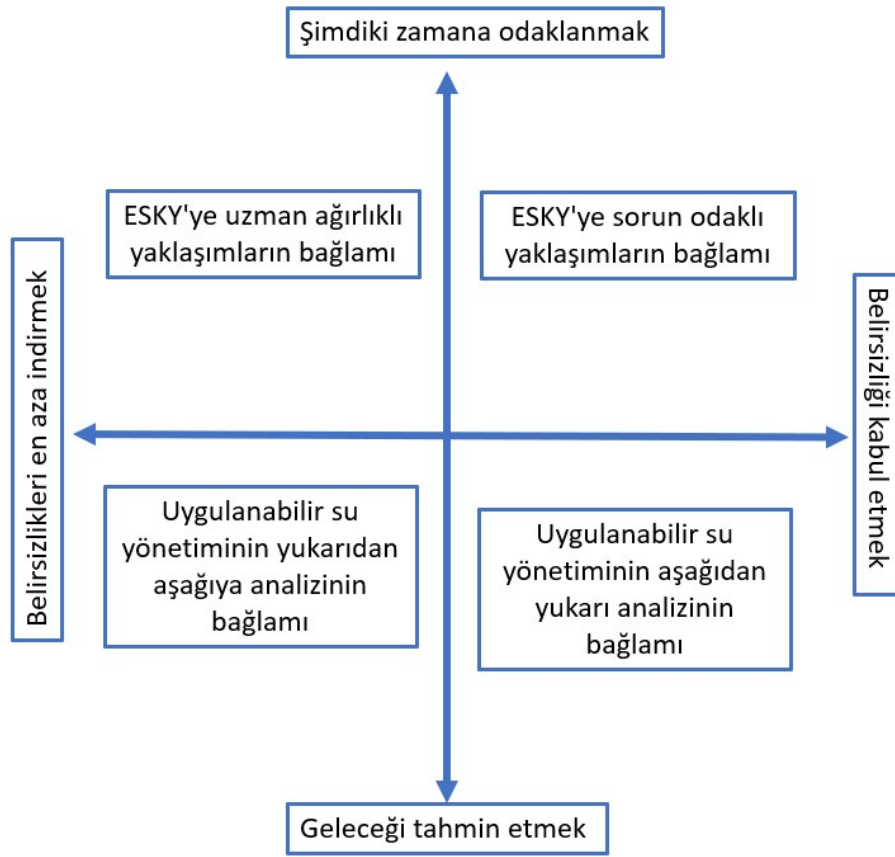 Şimdiki zamana odaklanmak
ESKY'ye uzman ağırlıklı
yaklaşımların bağlamı
ESKY'ye sorun odaklı
yaklaşımların bağlamı
Belirsizlikleri en aza indirmek
Belirsizliği kabul etmek
Uygulanabilir su
yönetiminin yukarıdan
aşağıya analizinin
bağlamı
Uygulanabilir su
yönetiminin aşağıdan
yukarı analizinin
bağlamı
Geleceği tahmin etmek